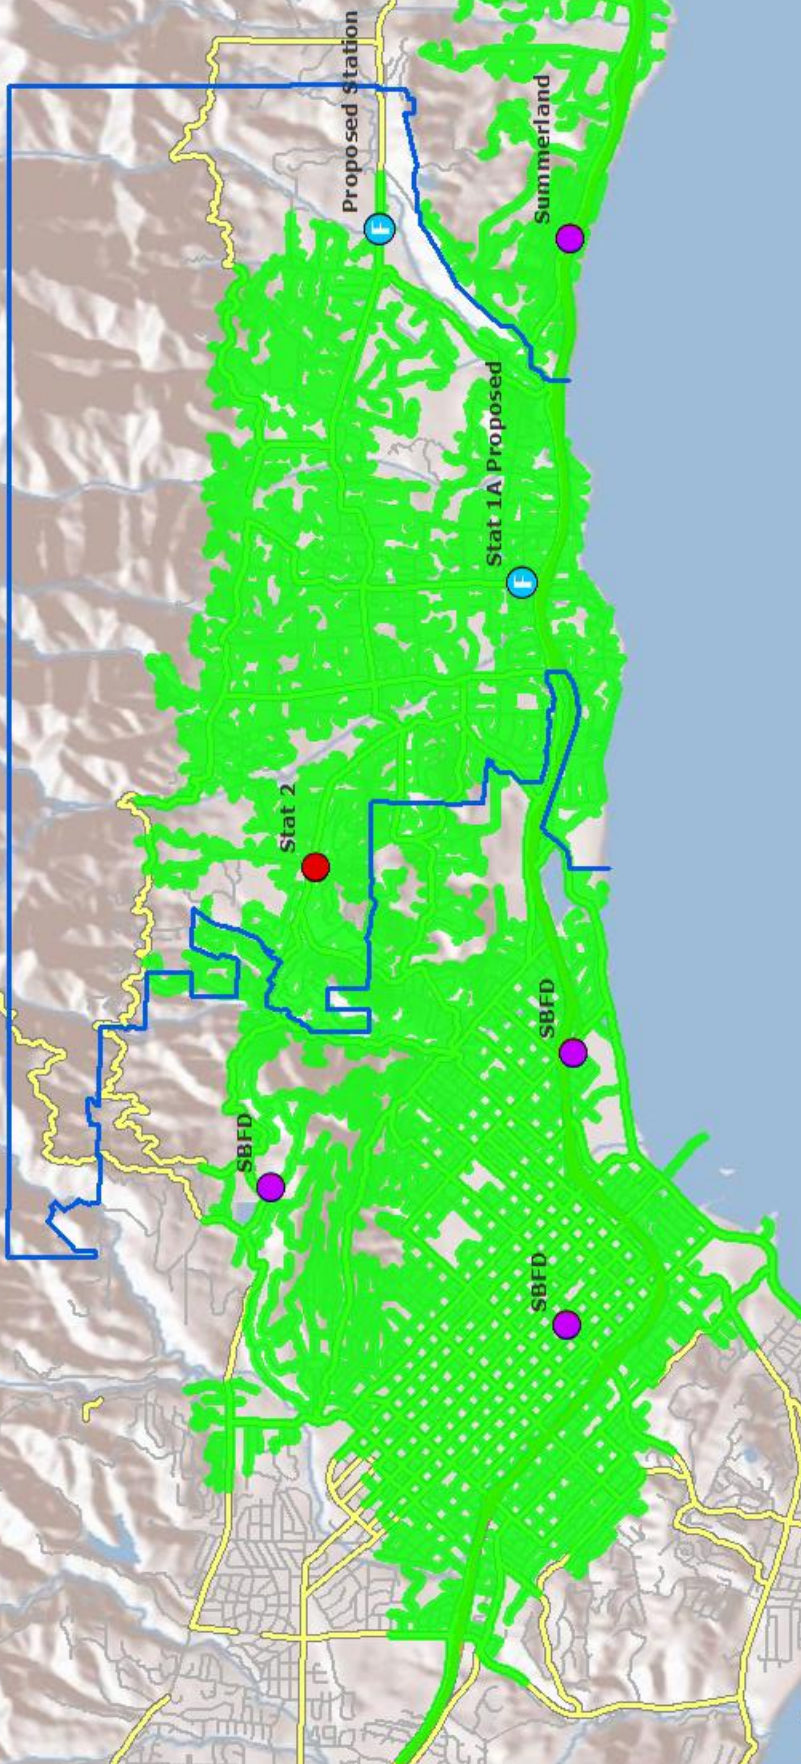 Proposed Station
F
Summerland
Stat 1A Proposed
F
Stat 2
SBFD
SBFD
SBFD